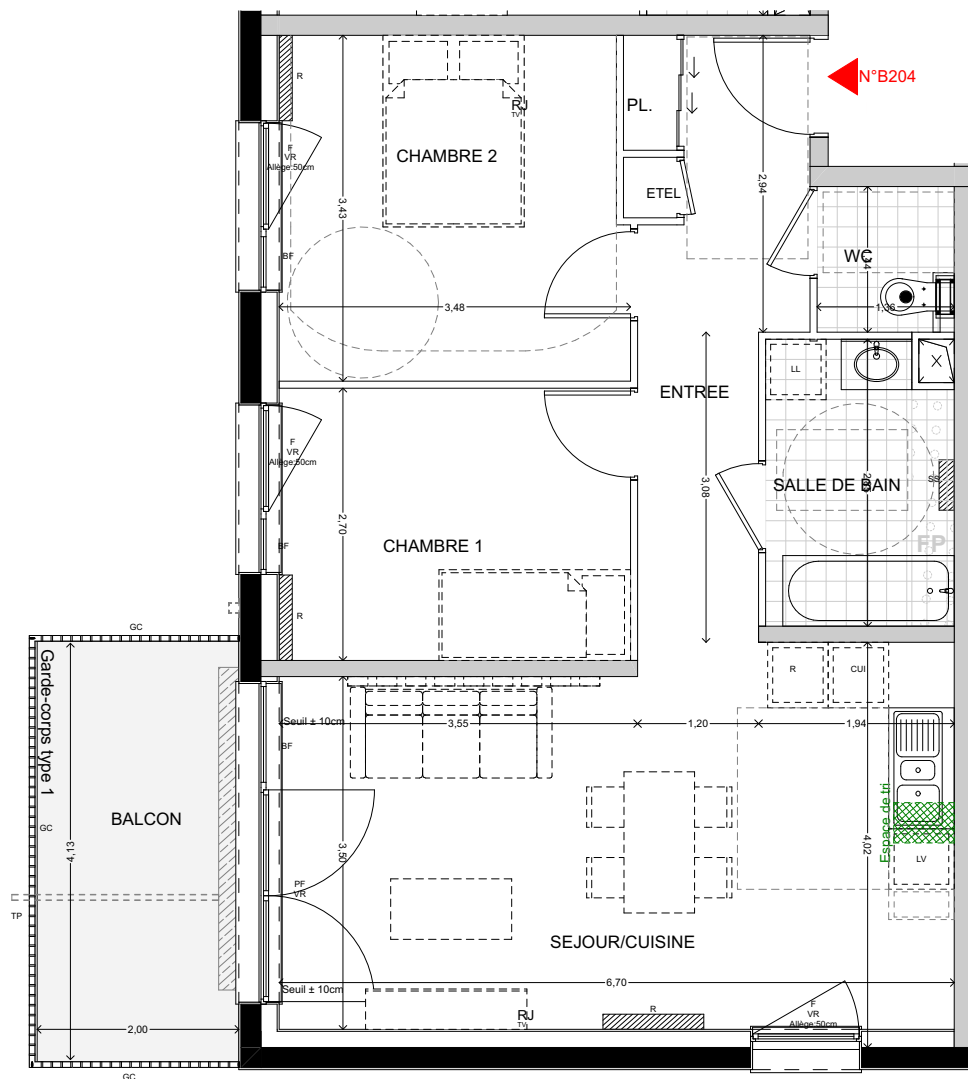 N°B204
R
RJ
TV
PL.
CHAMBRE 2
F
VR
Allège:50cm
ETEL
2,94
3,43
WC
1,36
BF
3,48
LL
X
ENTREE
F
VR
Allège:50cm
3,08
SALLE DE BAIN
SS
2,70
FP
BF
CHAMBRE 1
R
GC
Garde-corps type 1
R
CUI
Seuil ± 10cm
3,55
1,20
1,94
BF
BALCON
GC
4,13
Espace de tri
4,02
3,50
LV
PF
VR
TP
SEJOUR/CUISINE
6,70
Seuil ± 10cm
RJ
TV
R
F
VR
Allège:50cm
2,00
GC